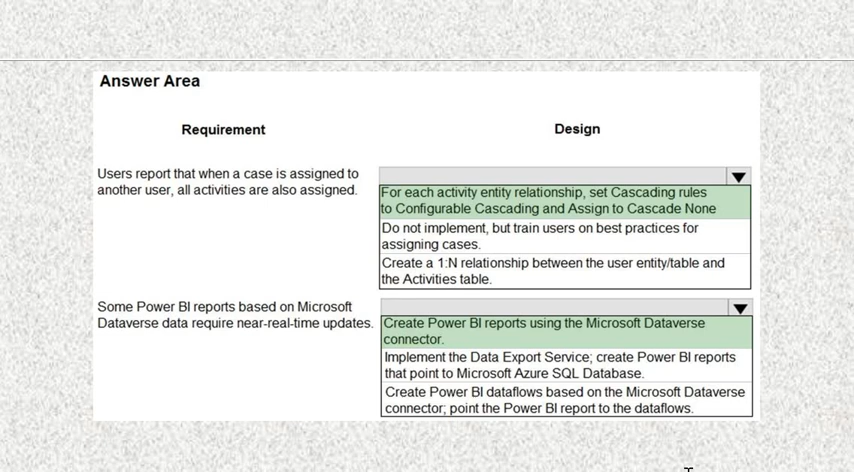 Answer Area
Requirement
Design
Users report that when a case is assigned to
another user, all activities are also assigned.
For each activity entity relationship, set Cascading rules
to Configurable Cascading and Assign to Cascade None
Do not implement, but train users on best practices for
assigning cases.
Create a 1:N relationship between the user entity/table and
the Activities table.
Some Power BI reports based on Microsoft
Dataverse data require near-real-time updates.
Create Power BI reports using the Microsoft Dataverse
connector.
Implement the Data Export Service; create Power BI reports
that point to Microsoft Azure SQL Database.
Create Power BI dataflows based on the Microsoft Dataverse
connector; point the Power BI report to the dataflows.